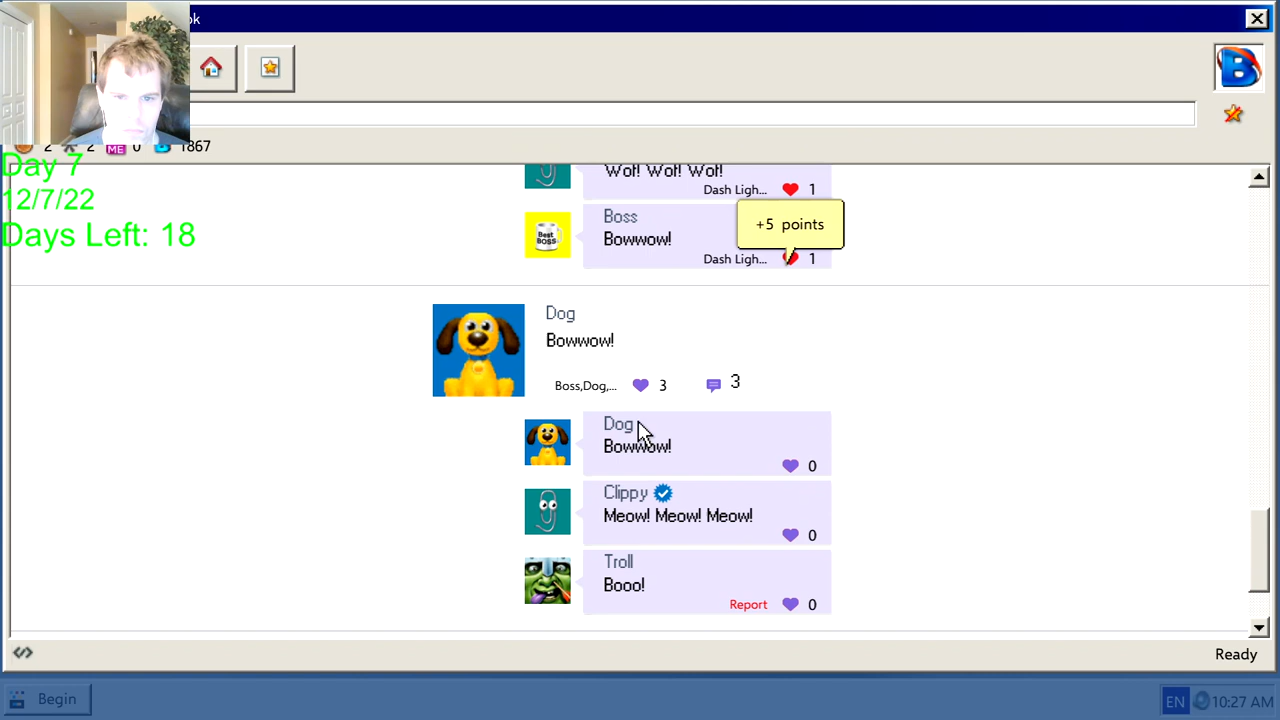 ok
2 2 ME 0 1867
Day 7
12/7/22
Days Left: 18
Wof! Wof! Wof!
Dash Ligh... 1
Boss
Best BOSS
Bowwow!
+5 points
Dash Ligh... 1
Dog
Bowwow!
Boss,Dog,... 3 3
Dog
Bowwow!
0
Clippy
Meow! Meow! Meow!
0
Troll
Booo!
Report 0
Ready
Begin
EN 10:27 AM